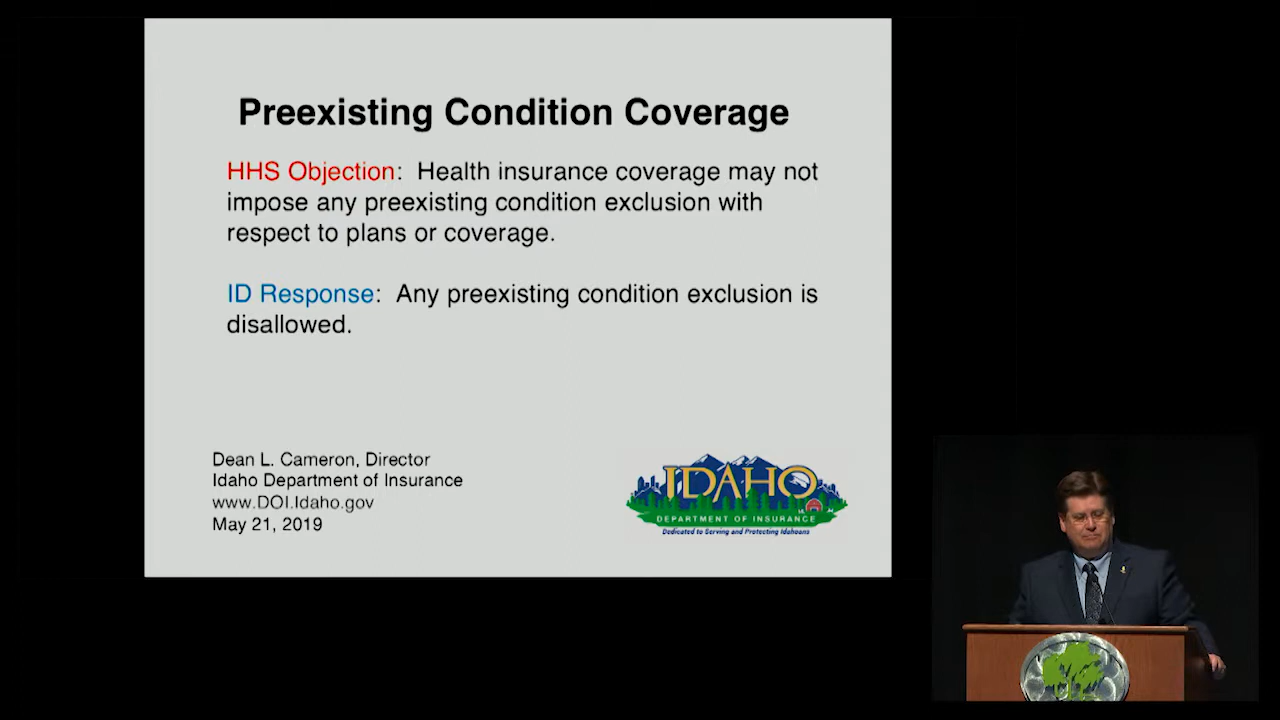 Preexisting Condition Coverage
HHS Objection: Health insurance coverage may not
impose any preexisting condition exclusion with
respect to plans or coverage.
ID Response: Any preexisting condition exclusion is
disallowed.
Dean L. Cameron, Director
Idaho Department of Insurance
www.DOI.Idaho.gov
May 21, 2019
IDAHO
DEPARTMENT OF INSURANCE
Dedicated to Serving and Protecting Idahoans